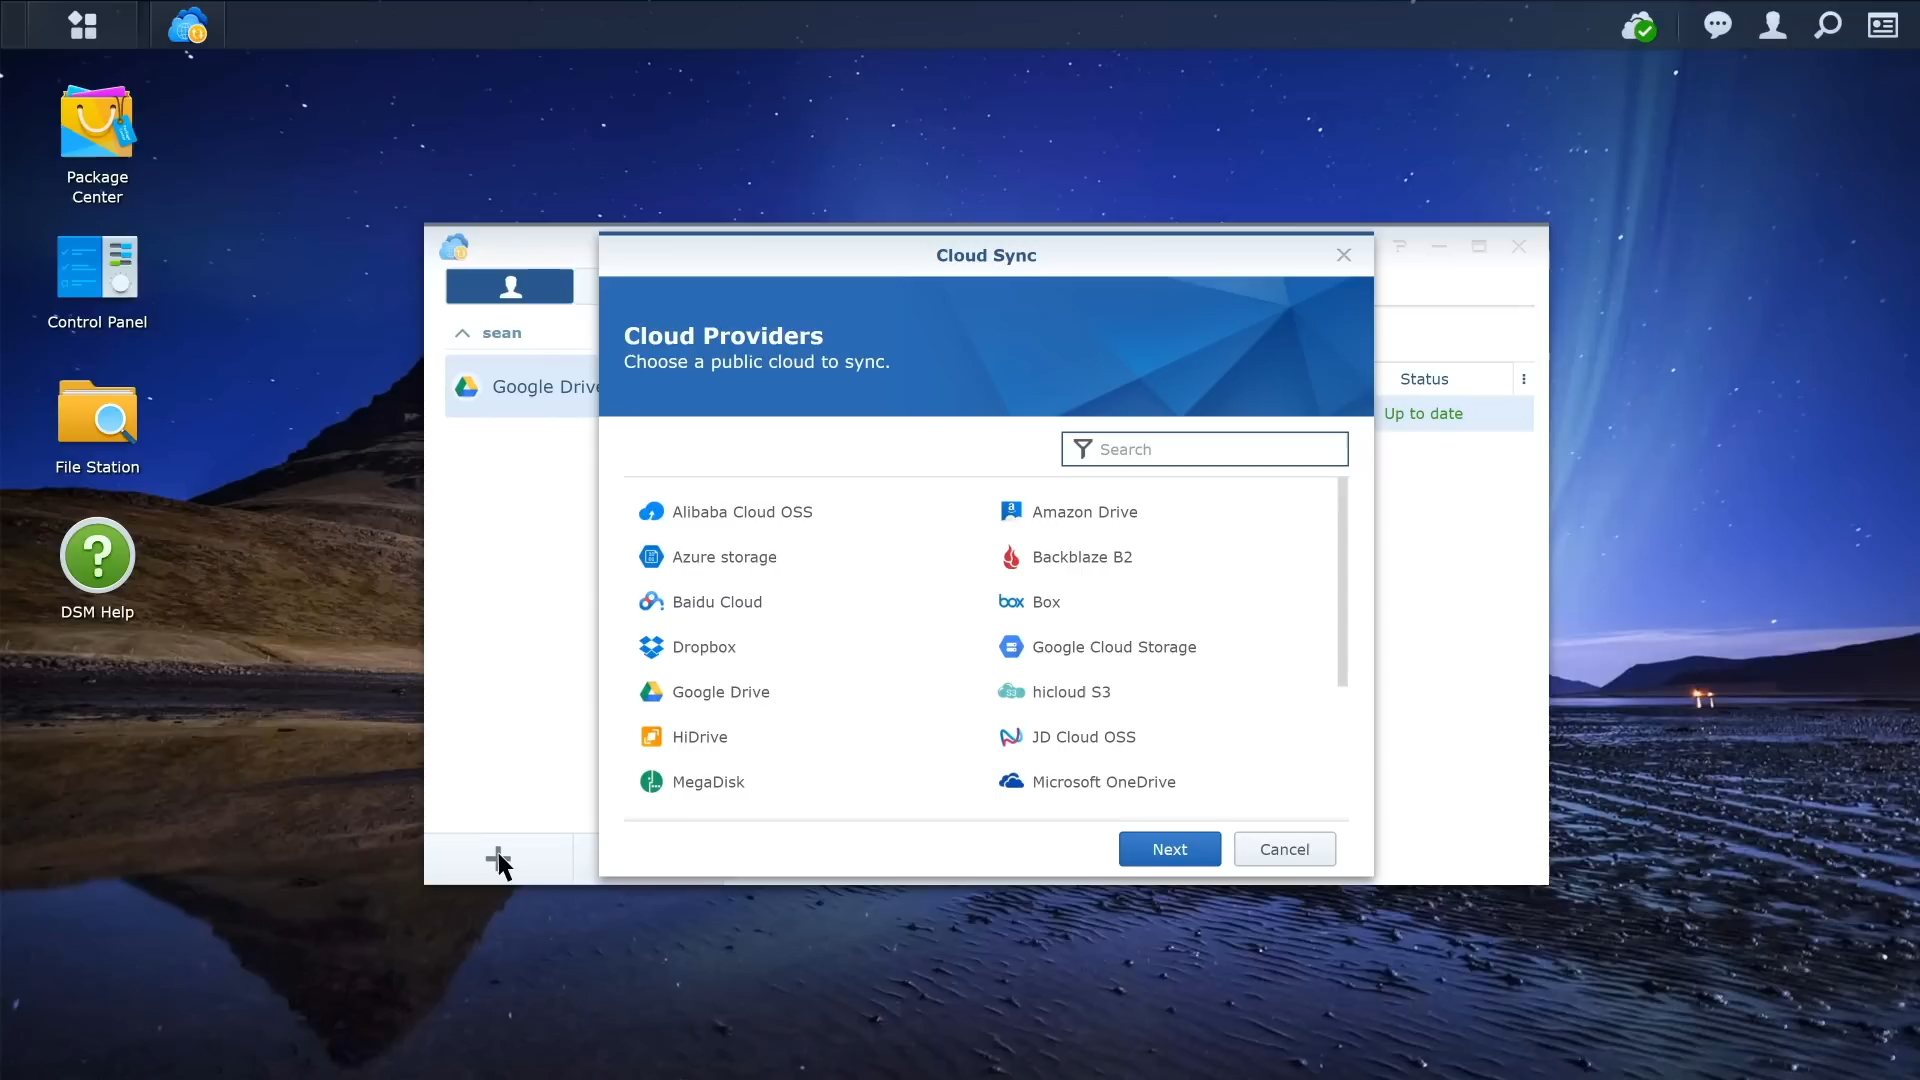 Package
Center
Control Panel
File Station
DSM Help
sean
Google Drive
Status
Up to date
Cloud Sync
Cloud Providers
Choose a public cloud to sync.
Search
Alibaba Cloud OSS
Amazon Drive
Azure storage
Backblaze B2
Baidu Cloud
box Box
Dropbox
Google Cloud Storage
Google Drive
S3 hicloud S3
HiDrive
JD Cloud OSS
MegaDisk
Microsoft OneDrive
Next
Cancel